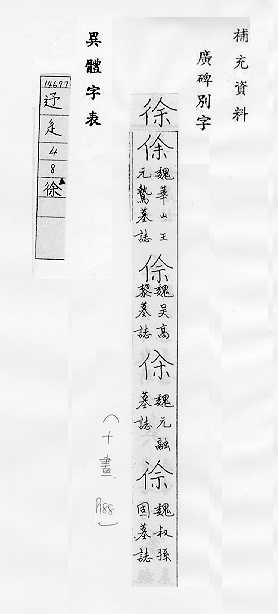 補充資料
廣碑別字
徐
徐 魏華山王元鷙墓誌
徐 魏吳高黎墓誌
徐 魏元融墓誌
徐 魏叔孫固墓誌
(十畫 P188)
異體字表
14697
辵
4
8
徐